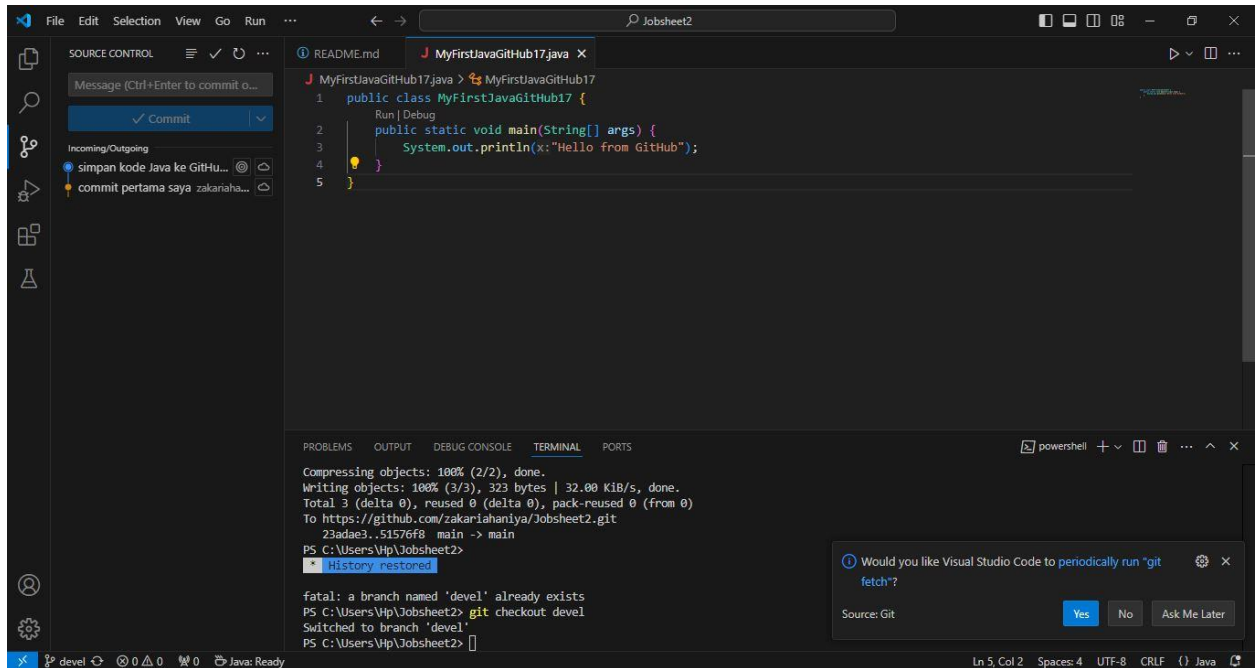 File Edit Selection View Go Run ··· Jobsheet2
SOURCE CONTROL
Message (Ctrl+Enter to commit o...
Commit
Incoming/Outgoing
simpan kode Java ke GitHu...
commit pertama saya zakariaha...
README.md
MyFirstJavaGitHub17.java
MyFirstJavaGitHub17.java > MyFirstJavaGitHub17
1 public class MyFirstJavaGitHub17 {
Run | Debug
2 public static void main(String[] args) {
3 System.out.println(x:"Hello from GitHub");
4 }
5 }
PROBLEMS OUTPUT DEBUG CONSOLE TERMINAL PORTS
powershell
Compressing objects: 100% (2/2), done.
Writing objects: 100% (3/3), 323 bytes | 32.00 KiB/s, done.
Total 3 (delta 0), reused 0 (delta 0), pack-reused 0 (from 0)
To https://github.com/zakariahaniya/Jobsheet2.git
23adae3..51576f8 main -> main
PS C:\Users\Hp\Jobsheet2>
* History restored
fatal: a branch named 'devel' already exists
PS C:\Users\Hp\Jobsheet2> git checkout devel
Switched to branch 'devel'
PS C:\Users\Hp\Jobsheet2>
Would you like Visual Studio Code to periodically run "git
fetch"?
Source: Git
Yes No Ask Me Later
devel 0 0 0 Java: Ready
Ln 5, Col 2 Spaces: 4 UTF-8 CRLF {} Java